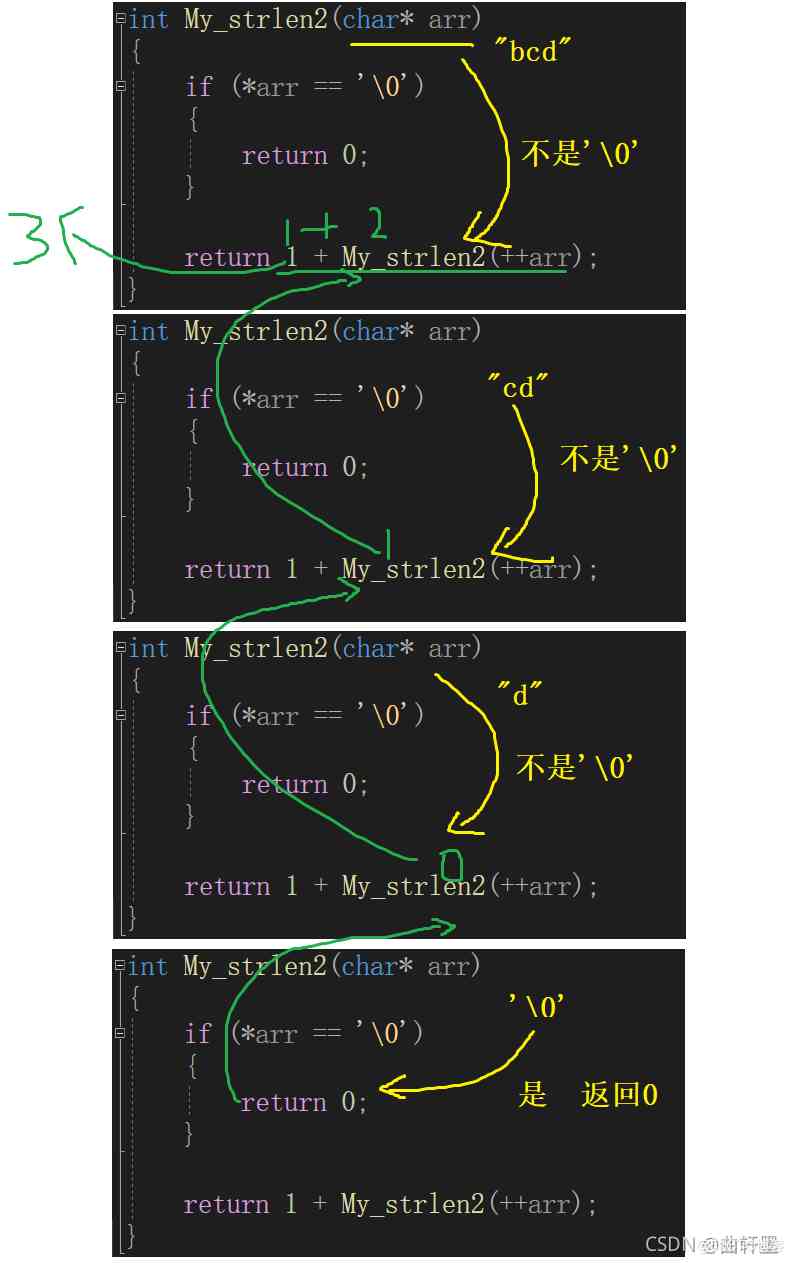 int My_strlen2(char* arr)
"bcd"
{
if (*arr == '\0')
{
不是'\0'
return 0;
}
1+ 2
3
return 1 + My_strlen2(++arr);
}
int My_strlen2(char* arr)
{
"cd"
if (*arr == '\0')
{
不是'\0'
return 0;
}
1
return 1 + My_strlen2(++arr);
}
int My_strlen2(char* arr)
{
"d"
if (*arr == '\0')
{
不是'\0'
return 0;
}
0
return 1 + My_strlen2(++arr);
}
int My_strlen2(char* arr)
{
'\0'
if (*arr == '\0')
{
return 0;
是 返回0
}
return 1 + My_strlen2(++arr);
}
CSDN @曲轩墨